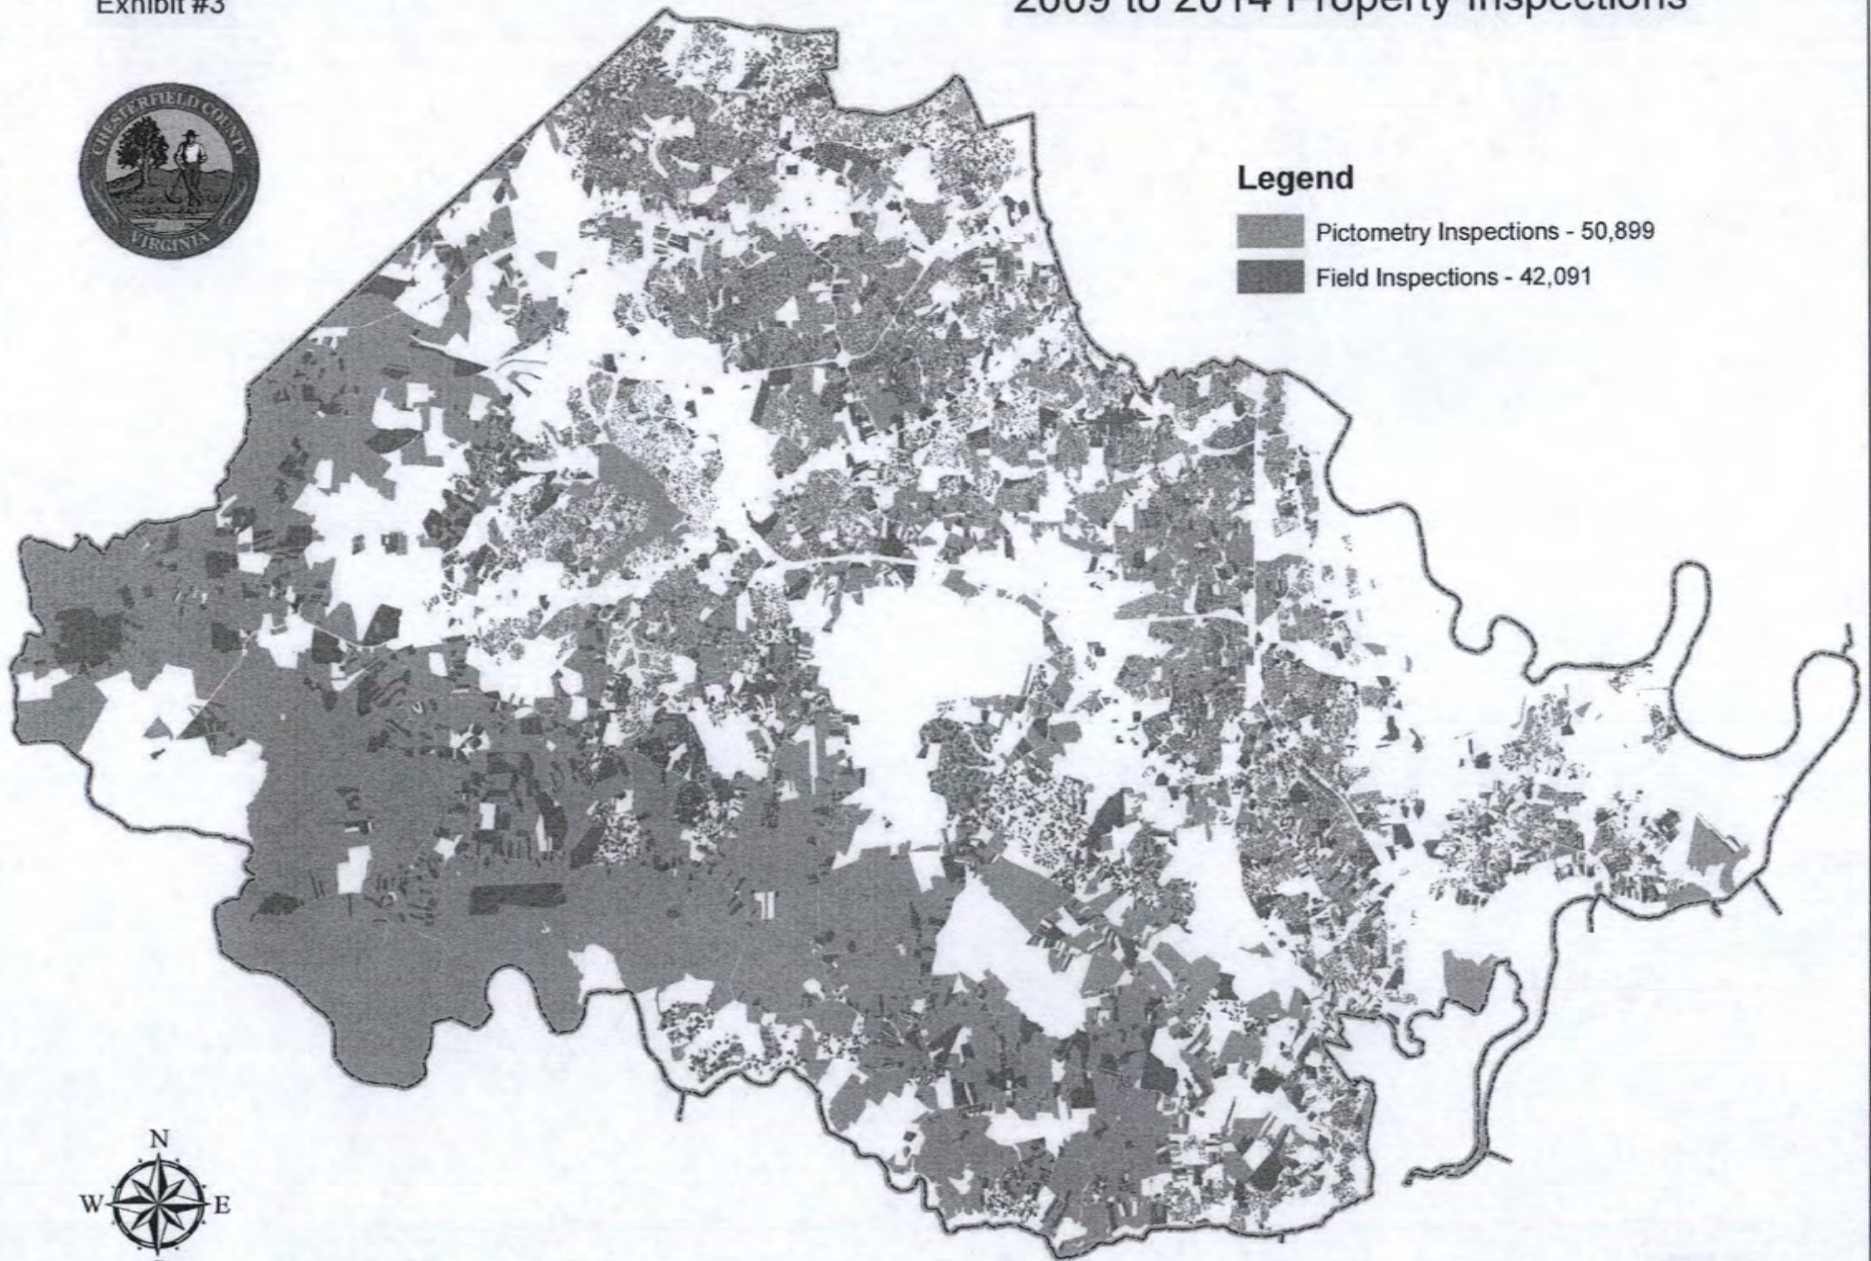 Exhibit #3
2009 to 2014 Property Inspections
CHESTERFIELD COUNTY
VIRGINIA
Legend
Pictometry Inspections - 50,899
Field Inspections - 42,091
N
W
E